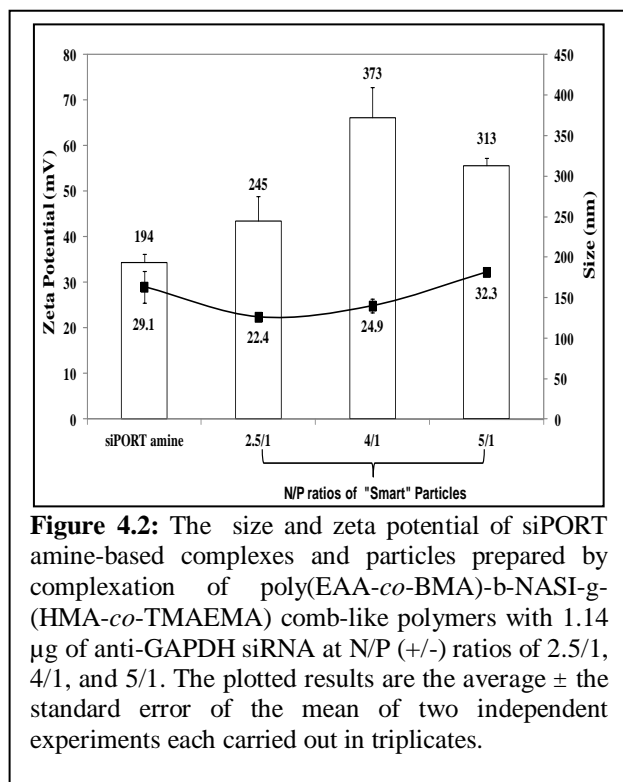 80
70
60
50
40
30
20
10
0
Zeta Potential (mV)
450
400
350
300
250
200
150
100
50
0
Size (nm)
194
245
373
313
29.1
22.4
24.9
32.3
siPORT amine
2.5/1
4/1
5/1
N/P ratios of "Smart" Particles
Figure 4.2: The size and zeta potential of siPORT
amine-based complexes and particles prepared by
complexation of poly(EAA-co-BMA)-b-NASI-g-
(HMA-co-TMAEMA) comb-like polymers with 1.14
µg of anti-GAPDH siRNA at N/P (+/-) ratios of 2.5/1,
4/1, and 5/1. The plotted results are the average ± the
standard error of the mean of two independent
experiments each carried out in triplicates.